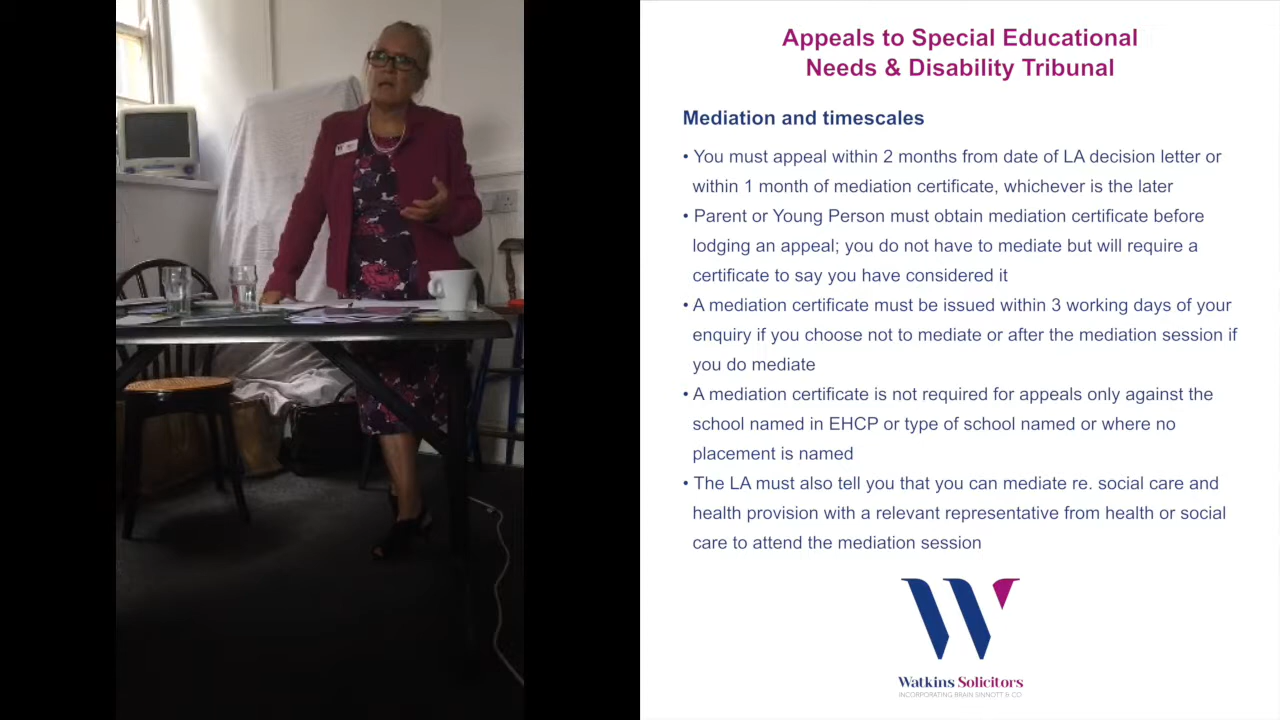 Appeals to Special Educational
Needs & Disability Tribunal
Mediation and timescales
• You must appeal within 2 months from date of LA decision letter or
within 1 month of mediation certificate, whichever is the later
• Parent or Young Person must obtain mediation certificate before
lodging an appeal; you do not have to mediate but will require a
certificate to say you have considered it
• A mediation certificate must be issued within 3 working days of your
enquiry if you choose not to mediate or after the mediation session if
you do mediate
• A mediation certificate is not required for appeals only against the
school named in EHCP or type of school named or where no
placement is named
• The LA must also tell you that you can mediate re. social care and
health provision with a relevant representative from health or social
care to attend the mediation session
W
Watkins Solicitors
INCORPORATING BRAIN SINNOTT & CO